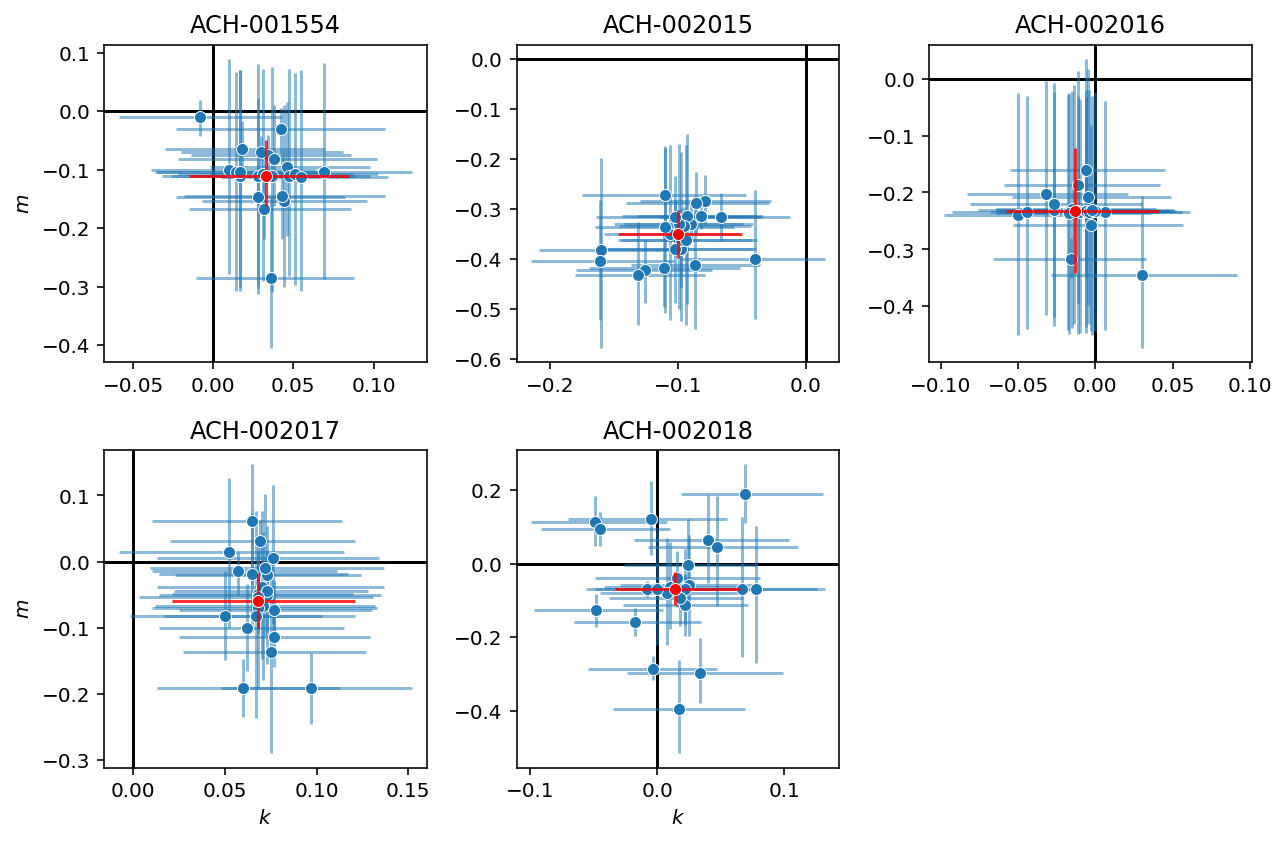 ACH-001554 ACH-002015 ACH-002016
0.1 0.0 −0.1 −0.2 −0.3 −0.4
m
−0.05 0.00 0.05 0.10
0.0 −0.1 −0.2 −0.3 −0.4 −0.5 −0.6
−0.2 −0.1 0.0
0.0 −0.1 −0.2 −0.3 −0.4
−0.10 −0.05 0.00 0.05 0.10
ACH-002017 ACH-002018
0.1 0.0 −0.1 −0.2 −0.3
m
0.00 0.05 0.10 0.15
k
0.2 0.0 −0.2 −0.4
−0.1 0.0 0.1
k